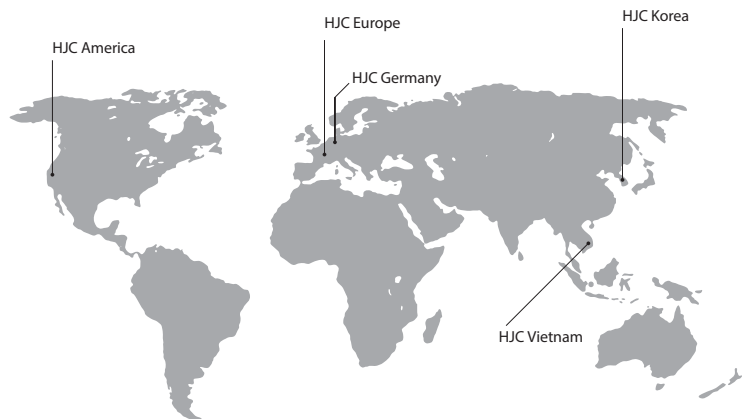 HJC America
HJC Europe
HJC Germany
HJC Korea
HJC Vietnam